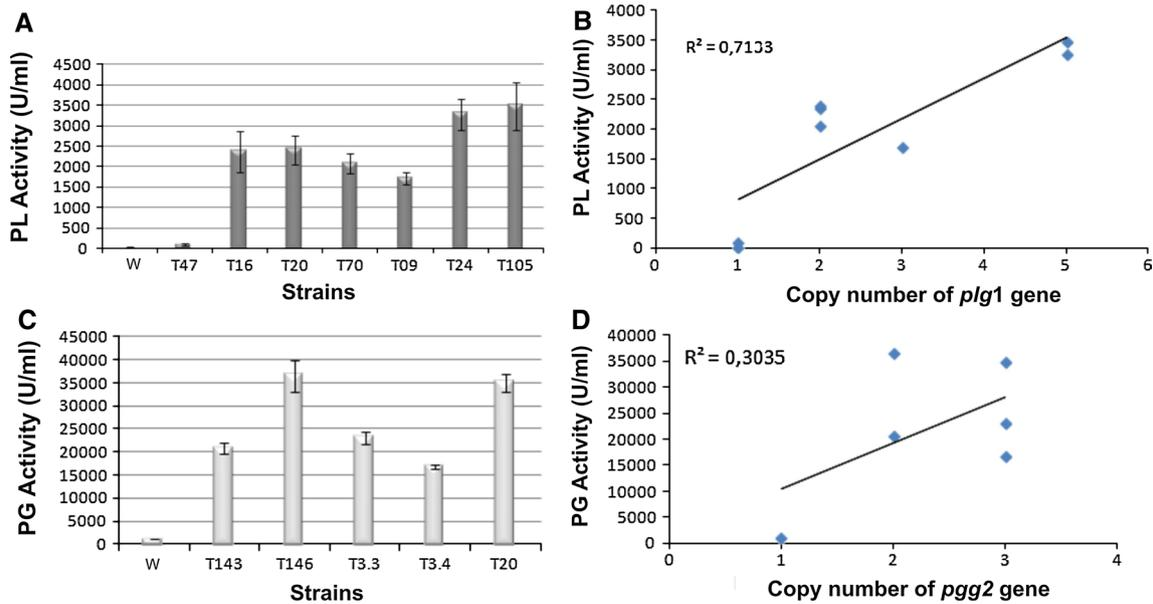 A
PL Activity (U/ml)
4500
4000
3500
3000
2500
2000
1500
1000
500
0
W T47 T16 T20 T70 T09 T24 T105
Strains
B
PL Activity (U/ml)
4000
3500
3000
2500
2000
1500
1000
500
0
R² = 0,7133
0 1 2 3 4 5 6
Copy number of plg1 gene
C
PG Activity (U/ml)
45000
40000
35000
30000
25000
20000
15000
10000
5000
0
W T143 T146 T3.3 T3.4 T20
Strains
D
PG Activity (U/ml)
40000
35000
30000
25000
20000
15000
10000
5000
0
R² = 0,3035
0 1 2 3 4
Copy number of pgg2 gene